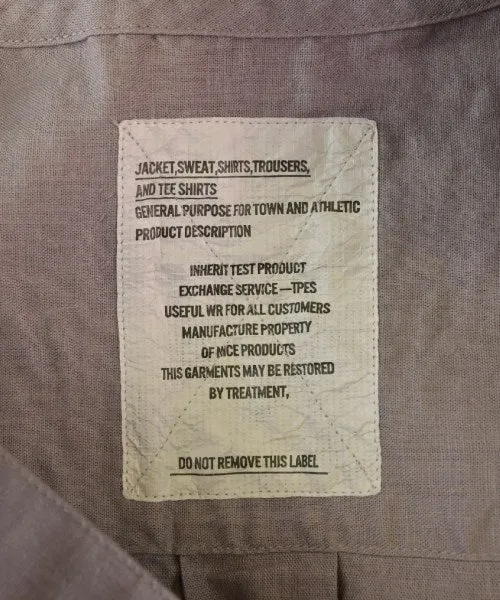 JACKET,SWEAT,SHIRTS,TROUSERS,
AND TEE SHIRTS
GENERAL PURPOSE FOR TOWN AND ATHLETIC
PRODUCT DESCRIPTION
INHERIT TEST PRODUCT
EXCHANGE SERVICE —TPES
USEFUL WR FOR ALL CUSTOMERS
MANUFACTURE PROPERTY
OF NICE PRODUCTS
THIS GARMENTS MAY BE RESTORED
BY TREATMENT,
DO NOT REMOVE THIS LABEL